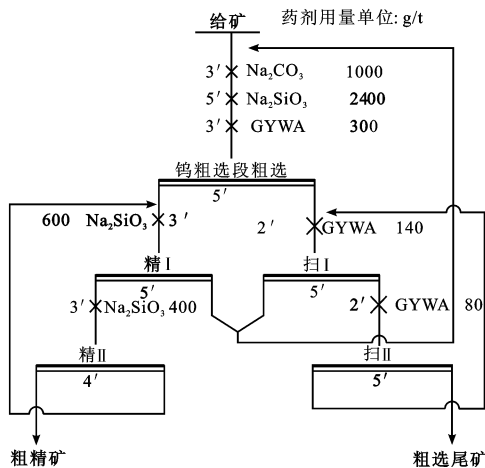 给矿 药剂用量单位: g/t
3′ Na₂CO₃ 1000
5′ Na₂SiO₃ 2400
3′ GYWA 300
钨粗选段粗选
5′
600 Na₂SiO₃ 3′ 2′ GYWA 140
精Ⅰ 扫Ⅰ
5′ 5′
3′ Na₂SiO₃ 400 2′ GYWA 80
精Ⅱ 扫Ⅱ
4′ 5′
粗精矿 粗选尾矿